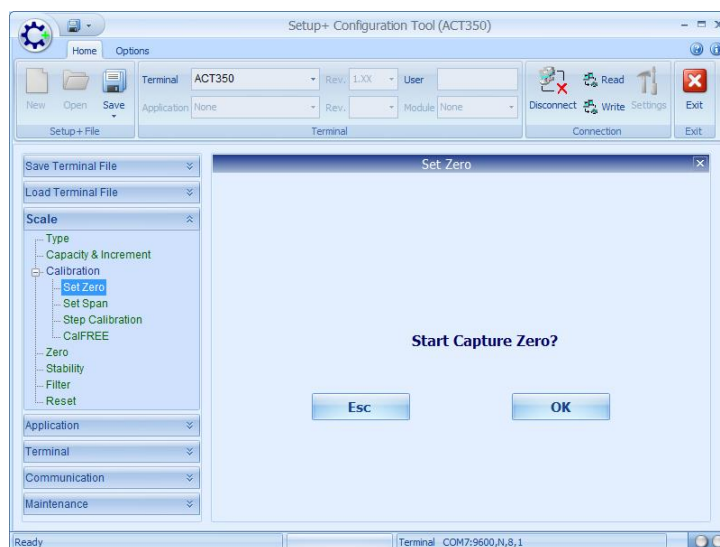 Setup+ Configuration Tool (ACT350)
Home Options
New Open Save
Setup+File
Terminal ACT350 Rev. 1.XX User
Application None Rev. Module None
Terminal
Disconnect Read Write Settings
Connection
Exit
Exit
Save Terminal File
Load Terminal File
Scale
Type
Capacity & Increment
Calibration
Set Zero
Set Span
Step Calibration
CalFREE
Zero
Stability
Filter
Reset
Application
Terminal
Communication
Maintenance
Set Zero
Start Capture Zero?
Esc OK
Ready Terminal COM7:9600,N,8,1